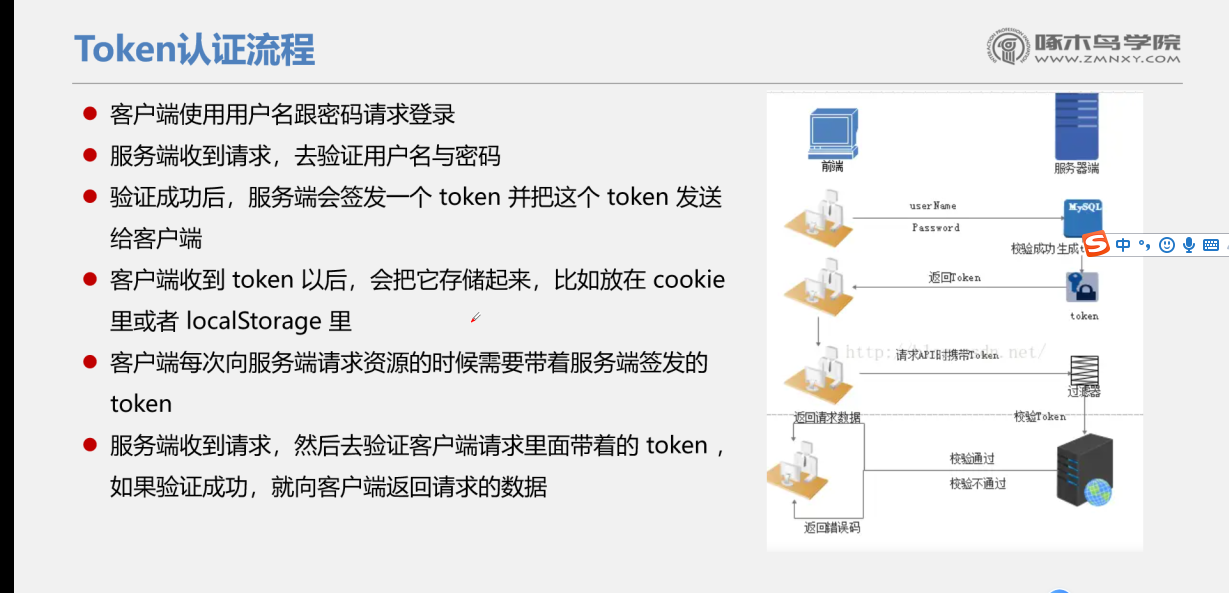 Token认证流程
啄木鸟学院
WWW.ZMNXY.COM
客户端使用用户名跟密码请求登录
服务端收到请求，去验证用户名与密码
验证成功后，服务端会签发一个 token 并把这个 token 发送
给客户端
客户端收到 token 以后，会把它存储起来，比如放在 cookie
里或者 localStorage 里
客户端每次向服务端请求资源的时候需要带着服务端签发的
token
服务端收到请求，然后去验证客户端请求里面带着的 token ，
如果验证成功，就向客户端返回请求的数据
前端
服务器端
userName
Password
MySQL
校验成功生成
中
返回Token
token
http://
net/
请求API时携带Token
过滤器
返回请求数据
校验Token
校验通过
校验不通过
返回错误码